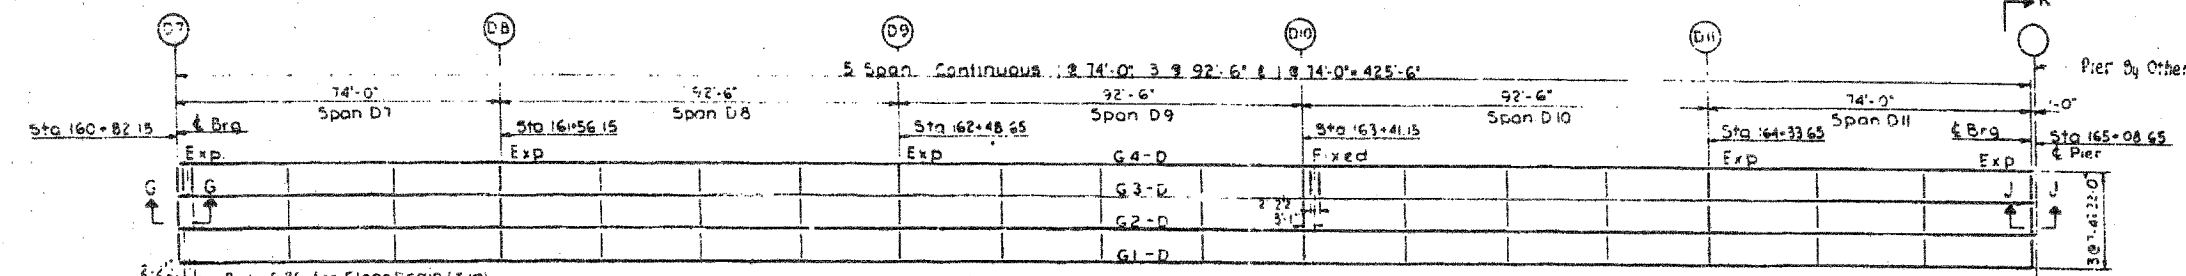 D7
D8
D9
D10
D11
K
5 Span Continuous 1 @ 74'-0", 3 @ 92'-6" & 1 @ 74'-0" = 425'-6"
Pier By Other
74'-0"
Span D7
92'-6"
Span D8
92'-6"
Span D9
92'-6"
Span D10
74'-0"
Span D11
Sta 160+82.15
℄ Brg
Sta 161+56.15
Sta 162+48.65
Sta 163+41.15
Sta 164+33.65
℄ Brg
Sta 165+08.65
℄ Pier
Exp.
Exp
Exp
Fixed
Exp
Exp
G4-D
G3-D
G2-D
G1-D
G
G
J
J
3'-1"